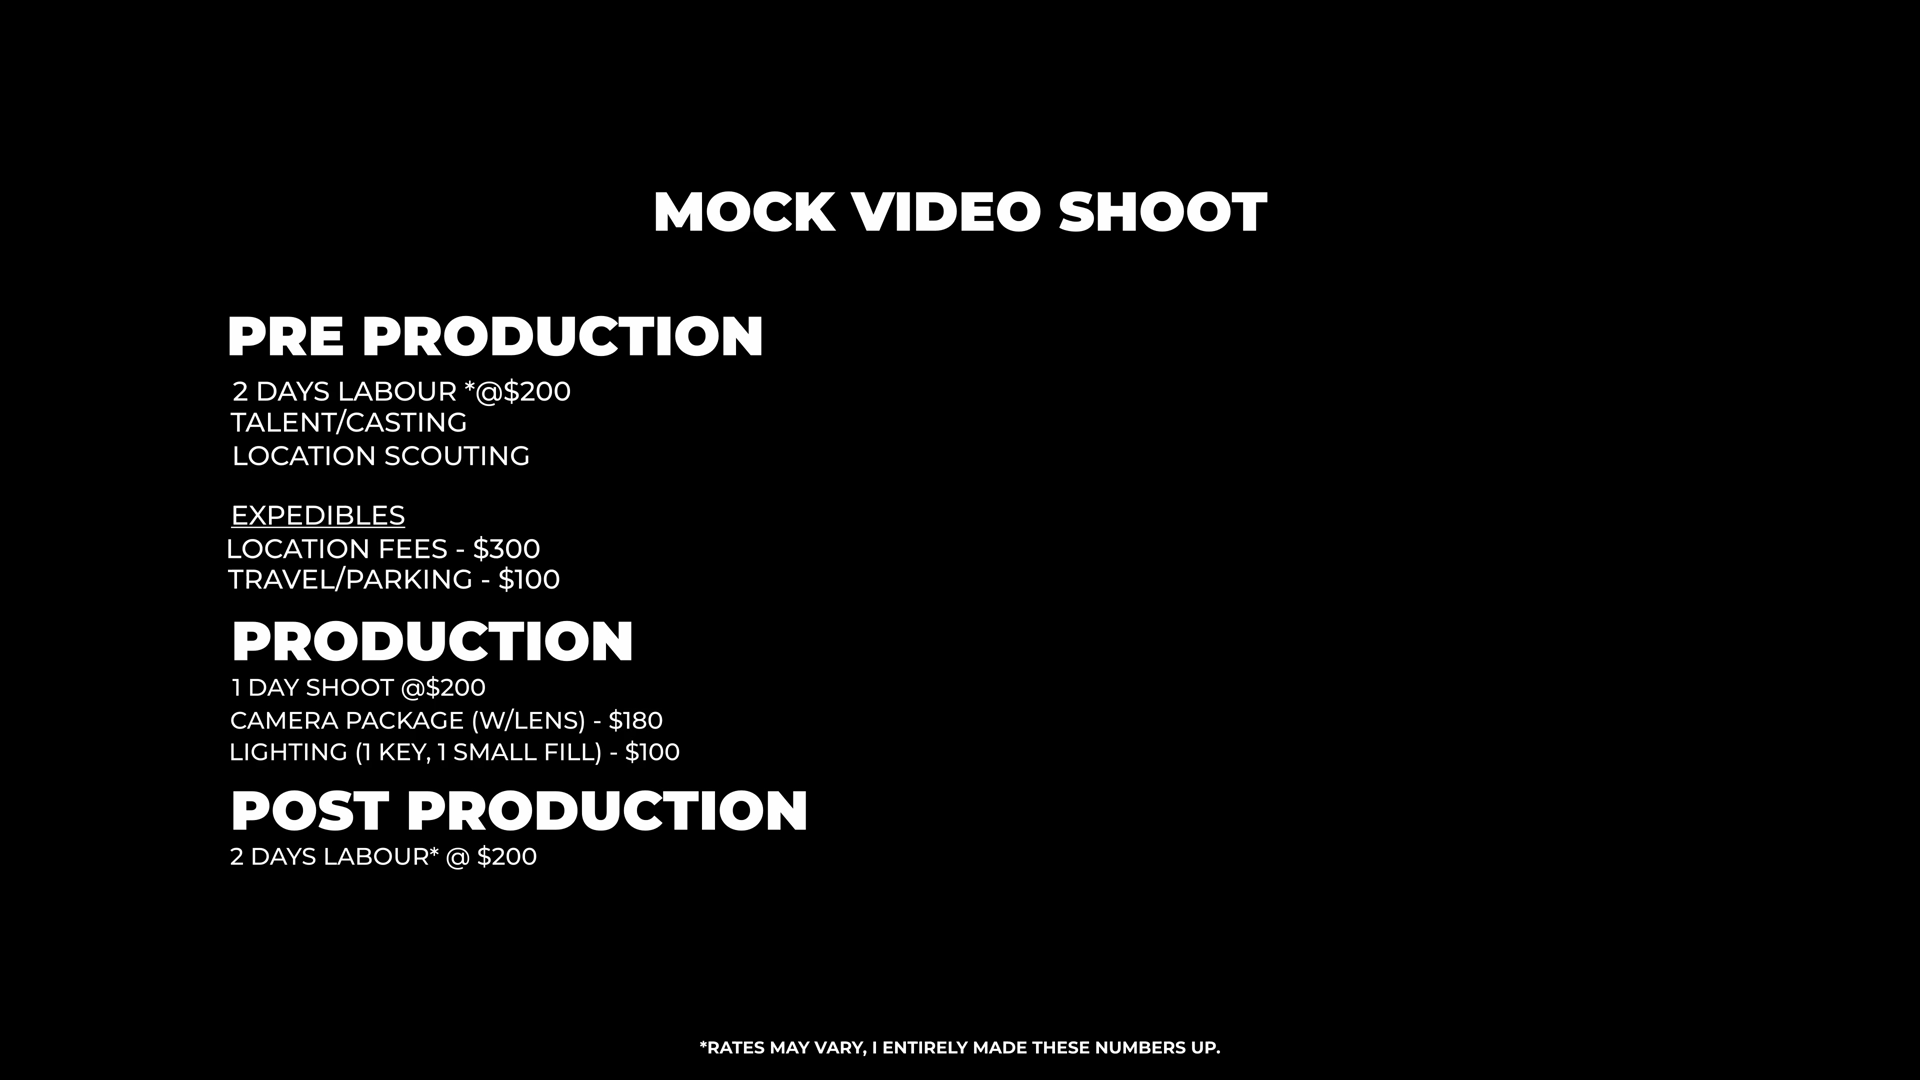 MOCK VIDEO SHOOT
PRE PRODUCTION
2 DAYS LABOUR *@$200
TALENT/CASTING
LOCATION SCOUTING
EXPEDIBLES
LOCATION FEES - $300
TRAVEL/PARKING - $100
PRODUCTION
1 DAY SHOOT @$200
CAMERA PACKAGE (W/LENS) - $180
LIGHTING (1 KEY, 1 SMALL FILL) - $100
POST PRODUCTION
2 DAYS LABOUR* @ $200
*RATES MAY VARY, I ENTIRELY MADE THESE NUMBERS UP.